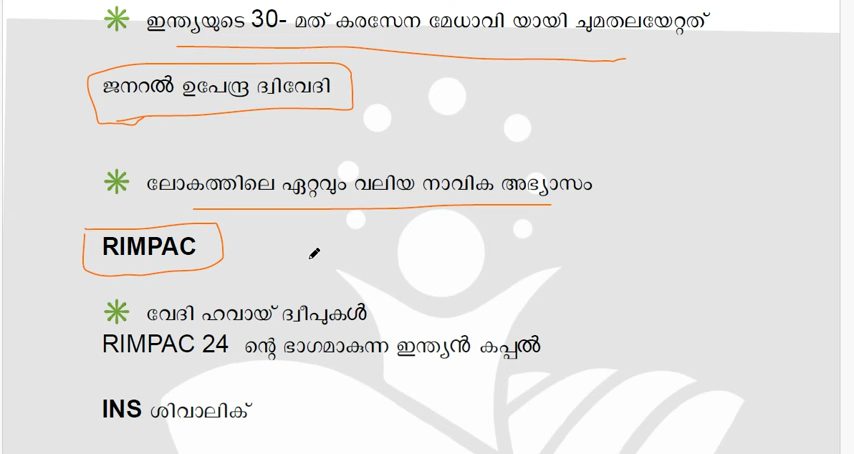 ✳ ഇന്ത്യയുടെ 30- മത് കരസേന മേധാവി യായി ചുമതലയേറ്റത്
ജനറൽ ഉപേന്ദ്ര ദ്വിവേദി
✳ ലോകത്തിലെ ഏറ്റവും വലിയ നാവിക അഭ്യാസം
RIMPAC
✳ വേദി ഹവായ് ദ്വീപുകൾ
RIMPAC 24 ന്റെ ഭാഗമാകുന്ന ഇന്ത്യൻ കപ്പൽ
INS ശിവാലിക്